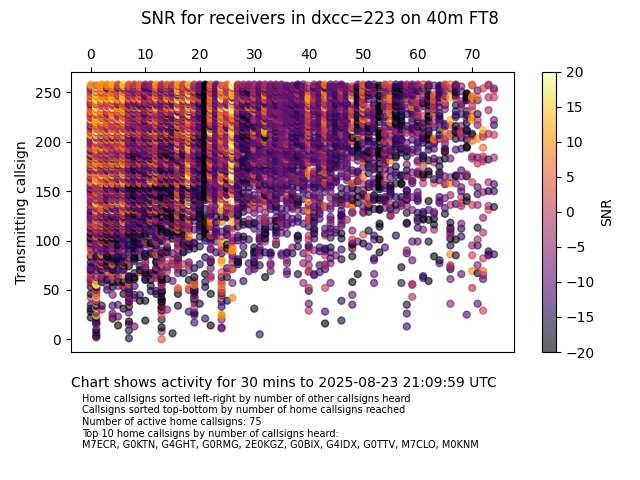 SNR for receivers in dxcc=223 on 40m FT8
0 10 20 30 40 50 60 70
250
200
150
100
50
0
Transmitting callsign
20
15
10
5
0
−5
−10
−15
−20
SNR
Chart shows activity for 30 mins to 2025-08-23 21:09:59 UTC
Home callsigns sorted left-right by number of other callsigns heard
Callsigns sorted top-bottom by number of home callsigns reached
Number of active home callsigns: 75
Top 10 home callsigns by number of callsigns heard:
M7ECR, G0KTN, G4GHT, G0RMG, 2E0KGZ, G0BIX, G4IDX, G0TTV, M7CLO, M0KNM